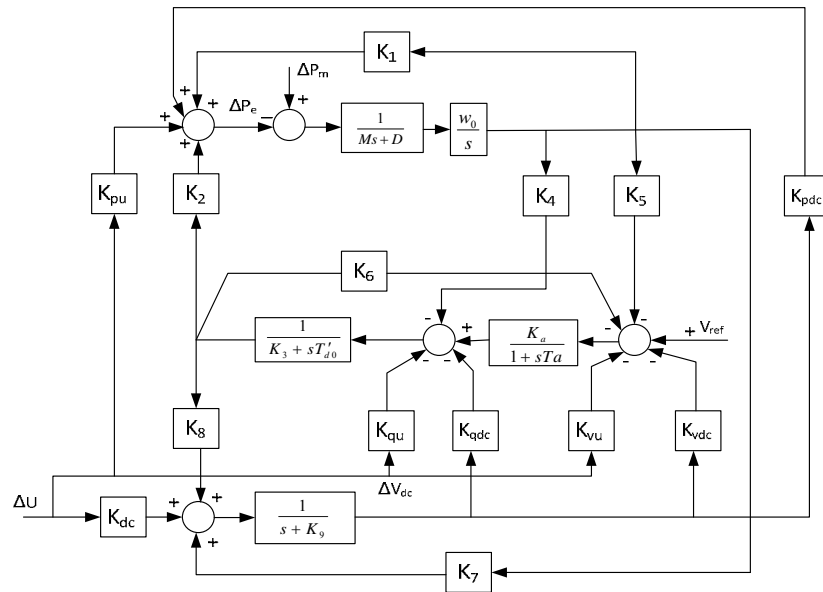 K1
ΔPm
+
+
+
ΔPe
−
+
+
+
1
Ms + D
w0
s
Kpu
K2
K4
K5
Kpdc
K6
-
-
-
1
K3 + sT′d0
+
Ka
1 + sTa
+
Vref
-
-
-
-
K8
Kqu
Kqdc
Kvu
Kvdc
ΔU
ΔVdc
+
+
+
Kdc
+
1
s + K9
+
K7